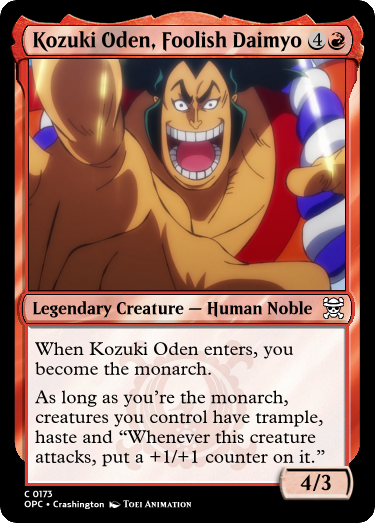 Kozuki Oden, Foolish Daimyo 4
Legendary Creature — Human Noble
When Kozuki Oden enters, you
become the monarch.
As long as you're the monarch,
creatures you control have trample,
haste and “Whenever this creature
attacks, put a +1/+1 counter on it.”
4/3
C 0173
OPC • Crashington Toei Animation